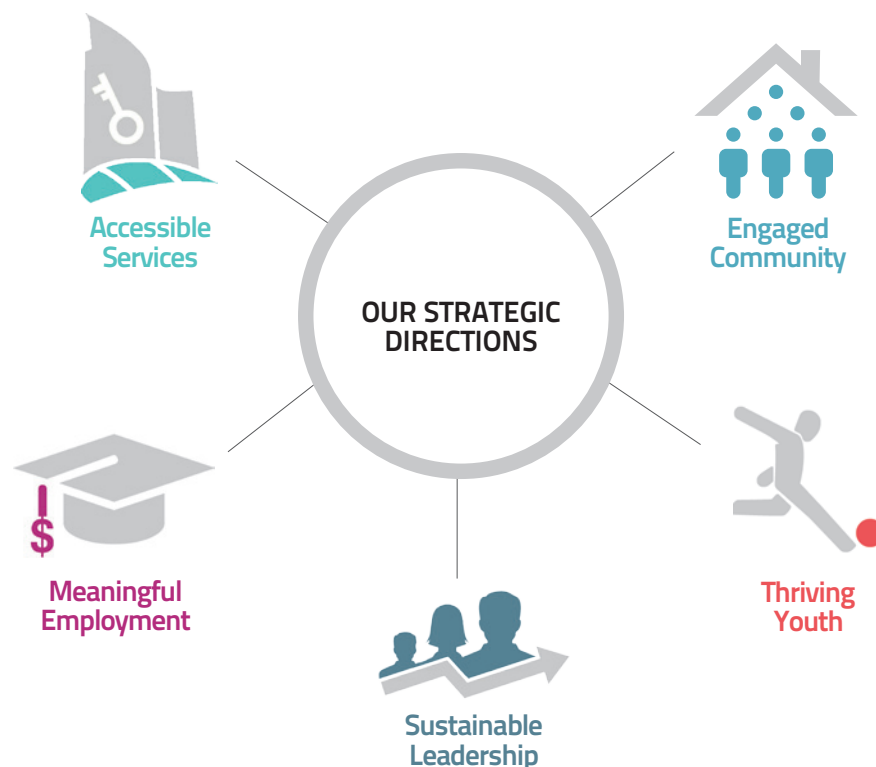 Accessible
Services
Engaged
Community
OUR STRATEGIC
DIRECTIONS
$
Meaningful
Employment
Thriving
Youth
Sustainable
Leadership